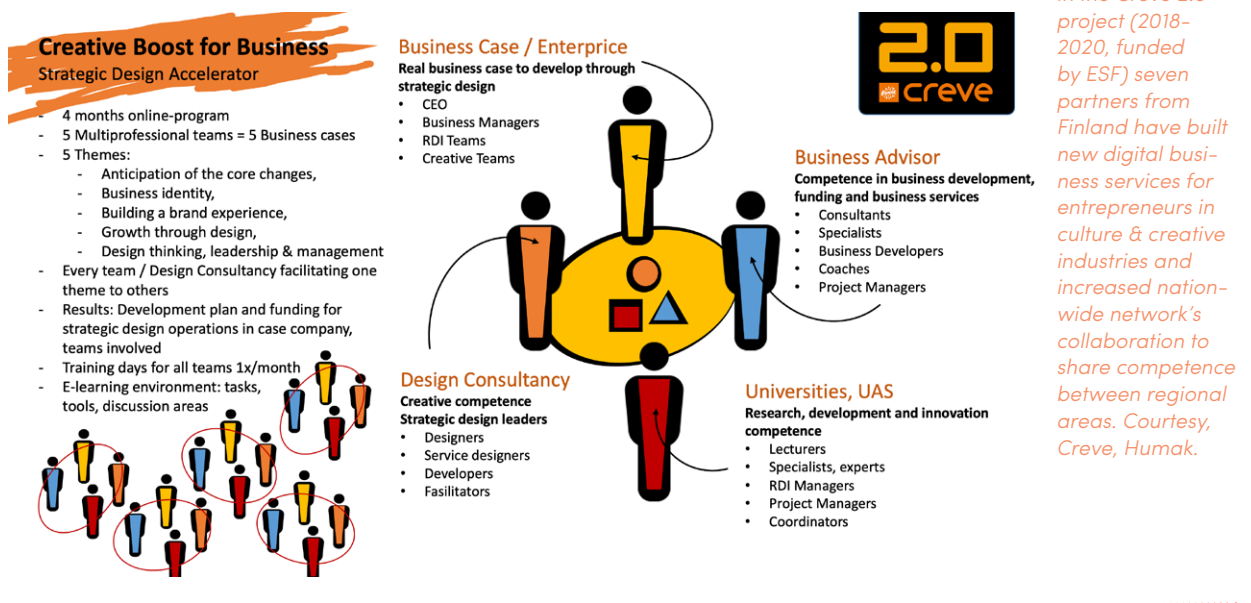 Creative Boost for Business
Strategic Design Accelerator
- 4 months online-program
- 5 Multiprofessional teams = 5 Business cases
- 5 Themes:
- Anticipation of the core changes,
- Business identity,
- Building a brand experience,
- Growth through design,
- Design thinking, leadership & management
- Every team / Design Consultancy facilitating one
theme to others
- Results: Development plan and funding for
strategic design operations in case company,
teams involved
- Training days for all teams 1x/month
- E-learning environment: tasks,
tools, discussion areas
Business Case / Enterprice
Real business case to develop through
strategic design
• CEO
• Business Managers
• RDI Teams
• Creative Teams
Design Consultancy
Creative competence
Strategic design leaders
• Designers
• Service designers
• Developers
• Fasilitators
2.0
creve
Business Advisor
Competence in business development,
funding and business services
• Consultants
• Specialists
• Business Developers
• Coaches
• Project Managers
Universities, UAS
Research, development and innovation
competence
• Lecturers
• Specialists, experts
• RDI Managers
• Project Managers
• Coordinators
In the Creve 2.0
project (2018-
2020, funded
by ESF) seven
partners from
Finland have built
new digital busi-
ness services for
entrepreneurs in
culture & creative
industries and
increased nation-
wide network's
collaboration to
share competence
between regional
areas. Courtesy,
Creve, Humak.